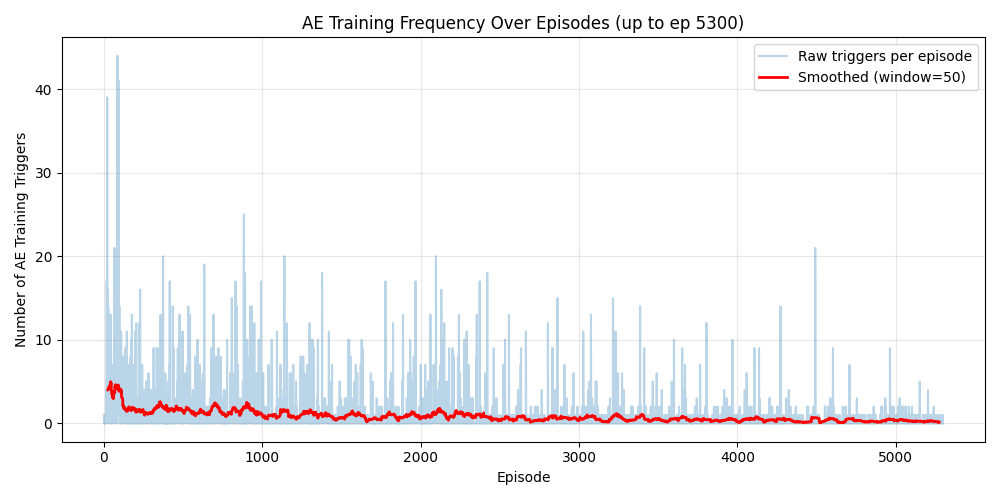 AE Training Frequency Over Episodes (up to ep 5300)
Raw triggers per episode
Smoothed (window=50)
Number of AE Training Triggers
40
30
20
10
0
0 1000 2000 3000 4000 5000
Episode